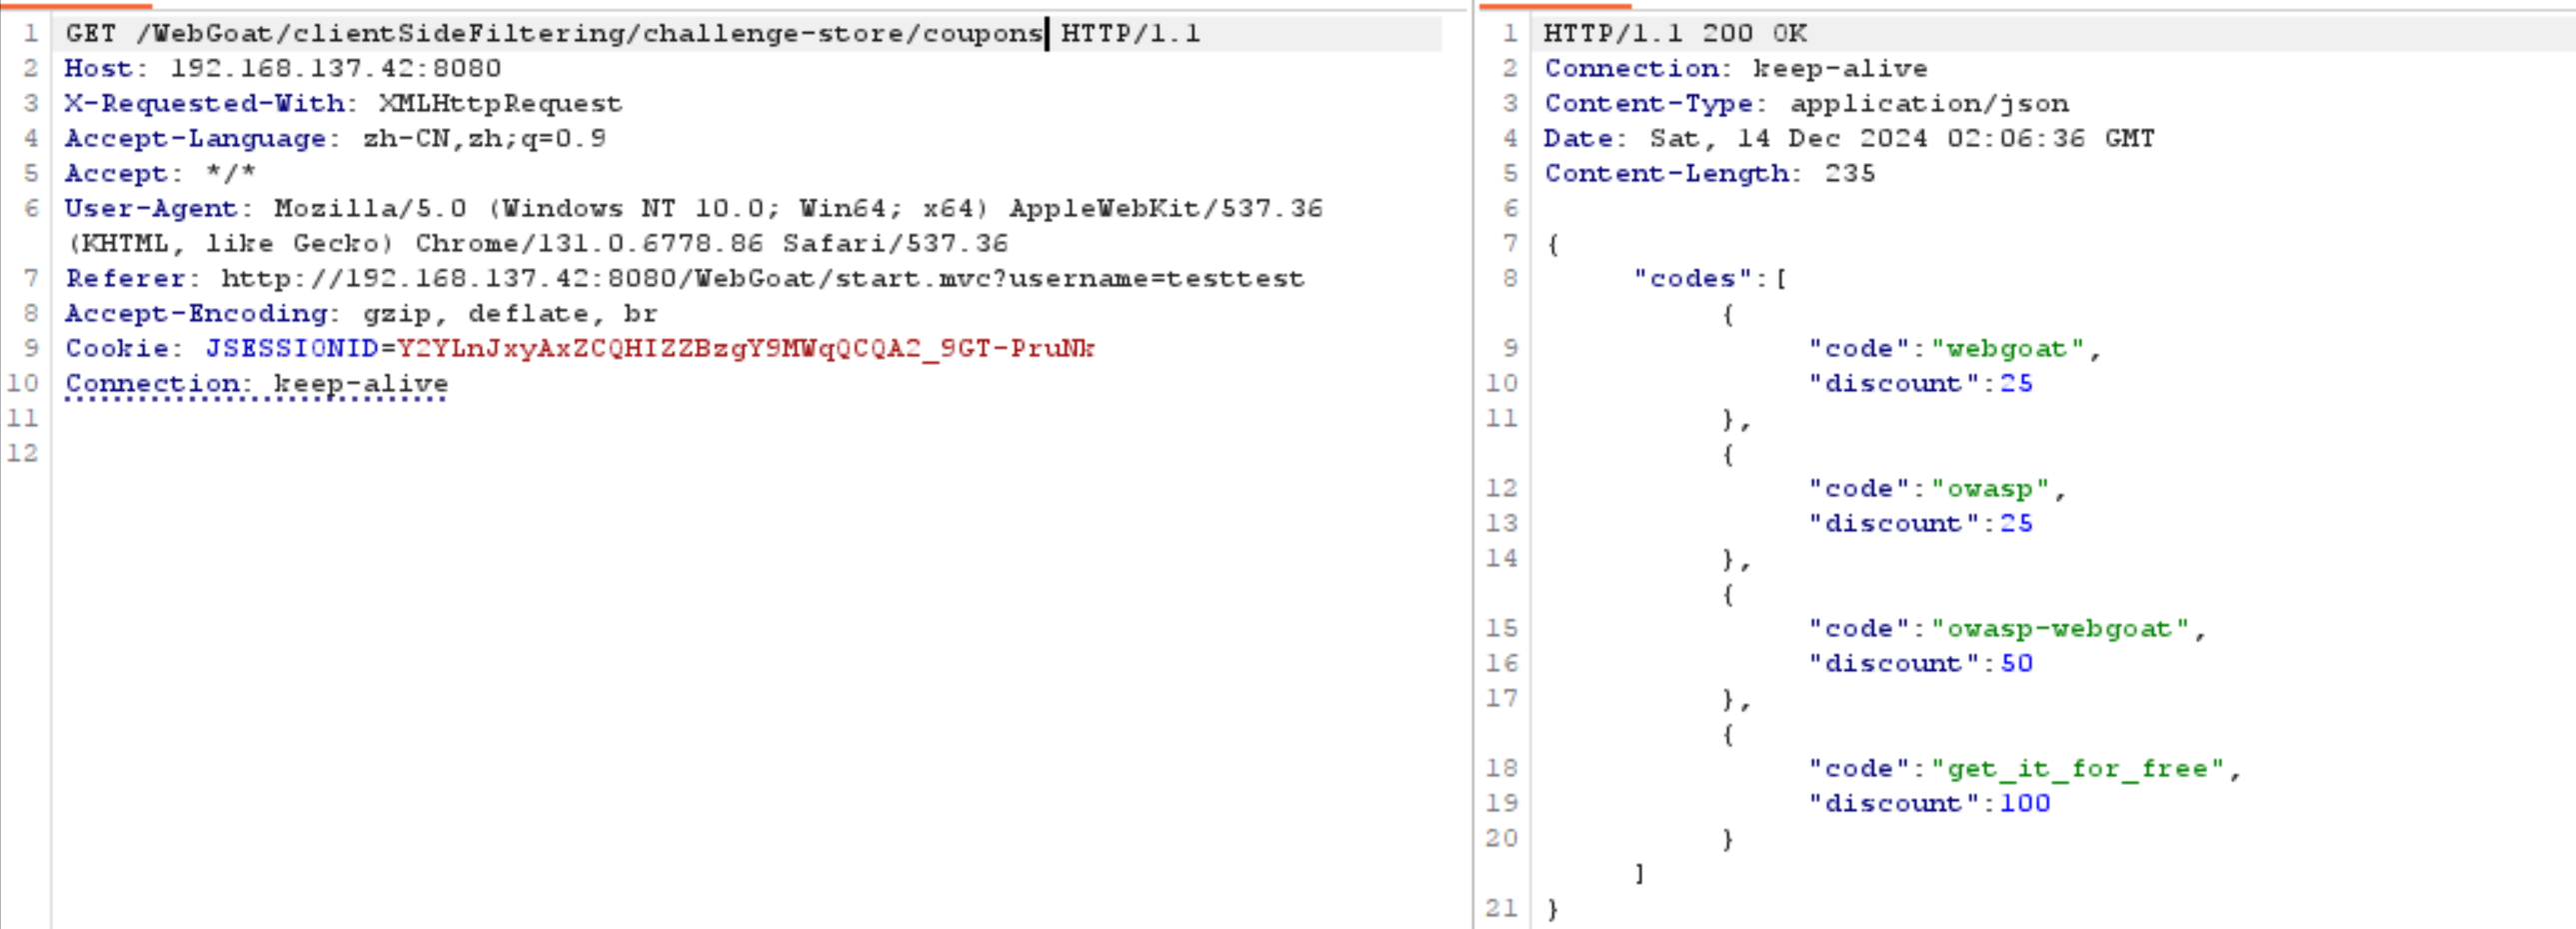 1 GET /WebGoat/clientSideFiltering/challenge-store/coupons HTTP/1.1
2 Host: 192.168.137.42:8080
3 X-Requested-With: XMLHttpRequest
4 Accept-Language: zh-CN,zh;q=0.9
5 Accept: */*
6 User-Agent: Mozilla/5.0 (Windows NT 10.0; Win64; x64) AppleWebKit/537.36
(KHTML, like Gecko) Chrome/131.0.6778.86 Safari/537.36
7 Referer: http://192.168.137.42:8080/WebGoat/start.mvc?username=testtest
8 Accept-Encoding: gzip, deflate, br
9 Cookie: JSESSIONID=Y2YLnJxyAxZCQHIZZBzgY9MWqQCQA2_9GT-PruNk
10 Connection: keep-alive
11
12
1 HTTP/1.1 200 OK
2 Connection: keep-alive
3 Content-Type: application/json
4 Date: Sat, 14 Dec 2024 02:06:36 GMT
5 Content-Length: 235
6
7 {
8 "codes":[
{
9 "code":"webgoat",
10 "discount":25
11 },
{
12 "code":"owasp",
13 "discount":25
14 },
{
15 "code":"owasp-webgoat",
16 "discount":50
17 },
{
18 "code":"get_it_for_free",
19 "discount":100
20 }
]
21 }